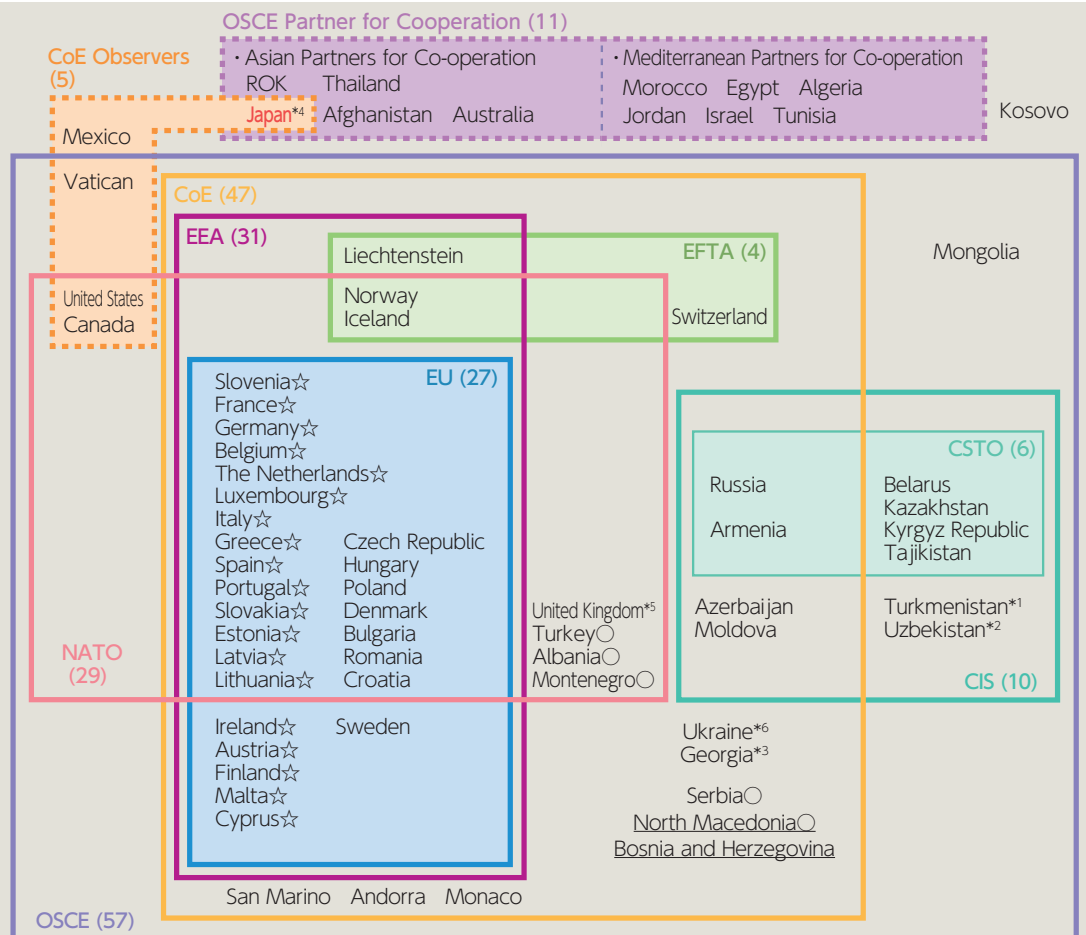 OSCE Partner for Cooperation (11)
CoE Observers
(5)
・Asian Partners for Co-operation
ROK Thailand
Japan*4 Afghanistan Australia
・Mediterranean Partners for Co-operation
Morocco Egypt Algeria
Jordan Israel Tunisia
Kosovo
Mexico
Vatican
United States
Canada
CoE (47)
EEA (31)
EFTA (4)
Liechtenstein
Norway
Iceland
Switzerland
Mongolia
EU (27)
Slovenia☆
France☆
Germany☆
Belgium☆
The Netherlands☆
Luxembourg☆
Italy☆
Greece☆ Czech Republic
Spain☆ Hungary
Portugal☆ Poland
Slovakia☆ Denmark
Estonia☆ Bulgaria
Latvia☆ Romania
Lithuania☆ Croatia
NATO
(29)
United Kingdom*5
Turkey○
Albania○
Montenegro○
CSTO (6)
Russia
Armenia
Belarus
Kazakhstan
Kyrgyz Republic
Tajikistan
Azerbaijan
Moldova
Turkmenistan*1
Uzbekistan*2
CIS (10)
Ireland☆ Sweden
Austria☆
Finland☆
Malta☆
Cyprus☆
Ukraine*6
Georgia*3
Serbia○
North Macedonia○
Bosnia and Herzegovina
San Marino Andorra Monaco
OSCE (57)